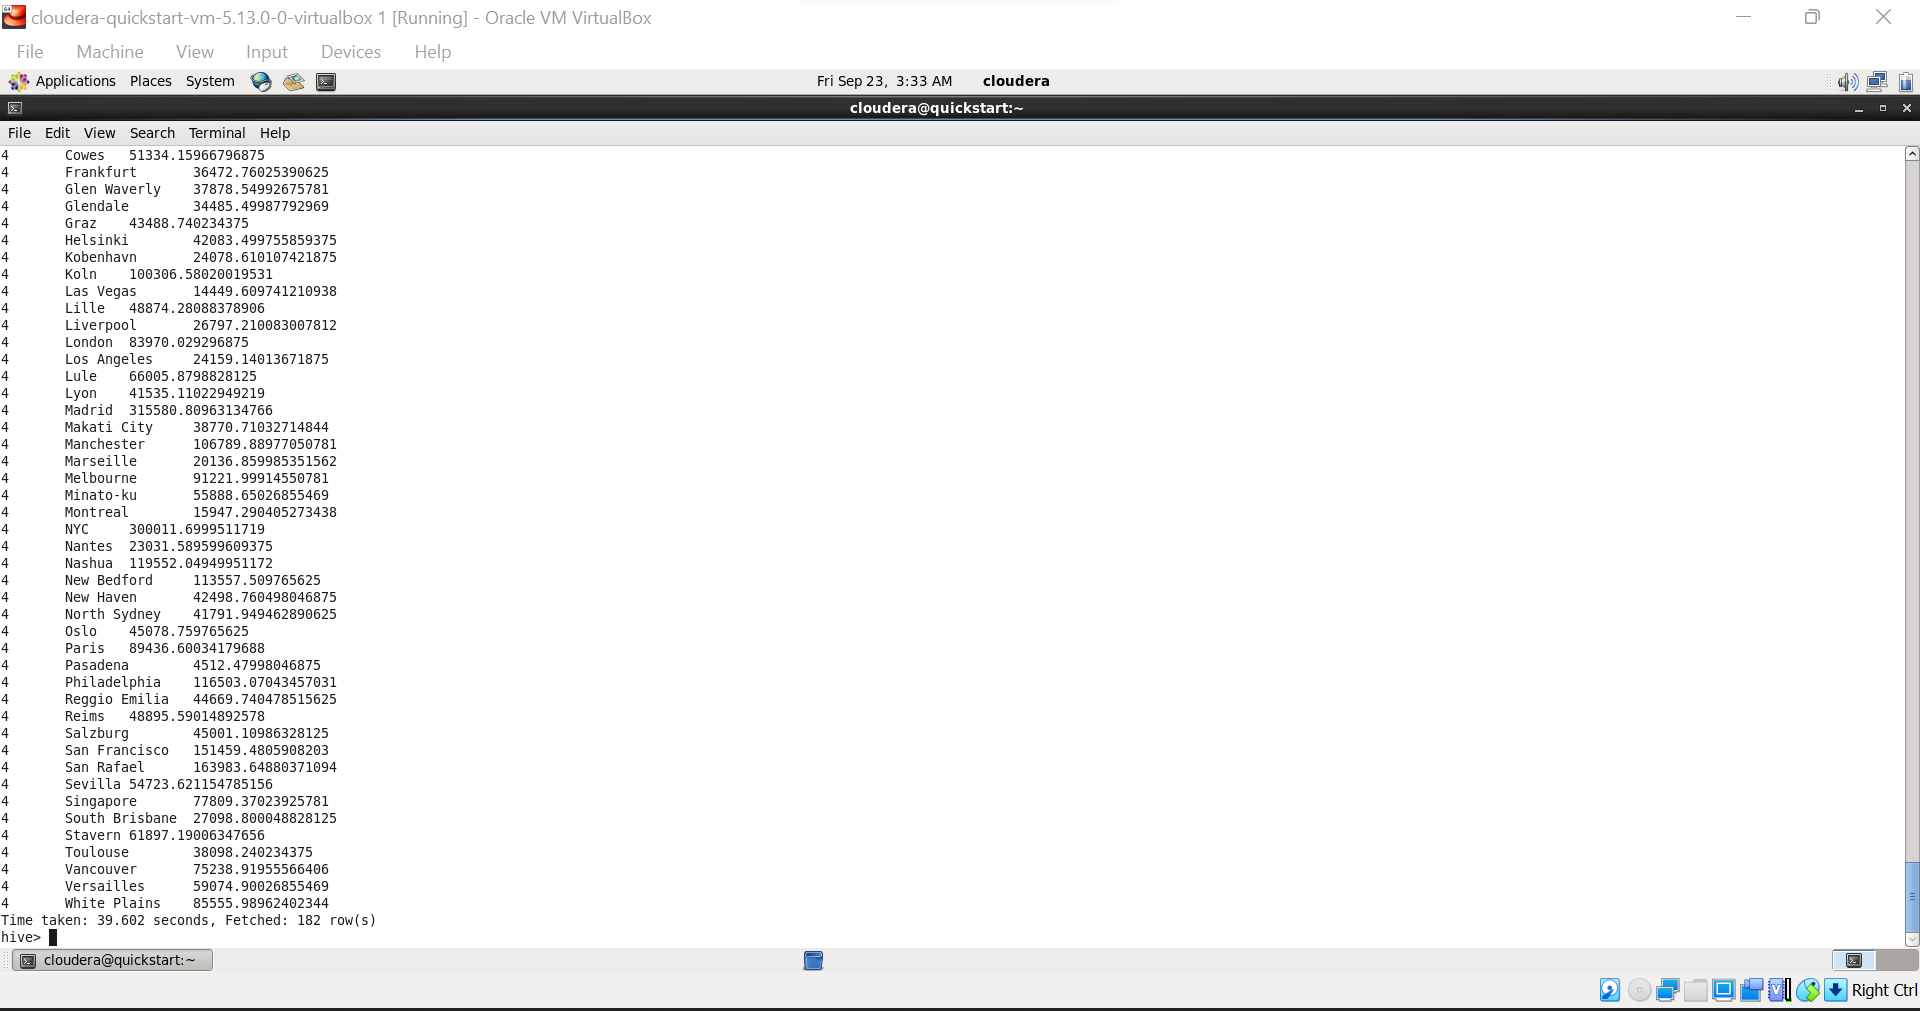 cloudera-quickstart-vm-5.13.0-0-virtualbox 1 [Running] - Oracle VM VirtualBox
File Machine View Input Devices Help
Applications Places System Fri Sep 23, 3:33 AM cloudera
cloudera@quickstart:~
File Edit View Search Terminal Help
4 Cowes 51334.15966796875
4 Frankfurt 36472.76025390625
4 Glen Waverly 37878.54992675781
4 Glendale 34485.49987792969
4 Graz 43488.740234375
4 Helsinki 42083.499755859375
4 Kobenhavn 24078.610107421875
4 Koln 100306.58020019531
4 Las Vegas 14449.609741210938
4 Lille 48874.28088378906
4 Liverpool 26797.210083007812
4 London 83970.029296875
4 Los Angeles 24159.14013671875
4 Lule 66005.8798828125
4 Lyon 41535.11022949219
4 Madrid 315580.80963134766
4 Makati City 38770.71032714844
4 Manchester 106789.88977050781
4 Marseille 20136.859985351562
4 Melbourne 91221.99914550781
4 Minato-ku 55888.65026855469
4 Montreal 15947.290405273438
4 NYC 300011.6999511719
4 Nantes 23031.589599609375
4 Nashua 119552.04949951172
4 New Bedford 113557.509765625
4 New Haven 42498.760498046875
4 North Sydney 41791.949462890625
4 Oslo 45078.759765625
4 Paris 89436.60034179688
4 Pasadena 4512.47998046875
4 Philadelphia 116503.07043457031
4 Reggio Emilia 44669.740478515625
4 Reims 48895.59014892578
4 Salzburg 45001.10986328125
4 San Francisco 151459.4805908203
4 San Rafael 163983.64880371094
4 Sevilla 54723.621154785156
4 Singapore 77809.37023925781
4 South Brisbane 27098.800048828125
4 Stavern 61897.19006347656
4 Toulouse 38098.240234375
4 Vancouver 75238.91955566406
4 Versailles 59074.90026855469
4 White Plains 85555.98962402344
Time taken: 39.602 seconds, Fetched: 182 row(s)
hive>
cloudera@quickstart:~
Right Ctrl